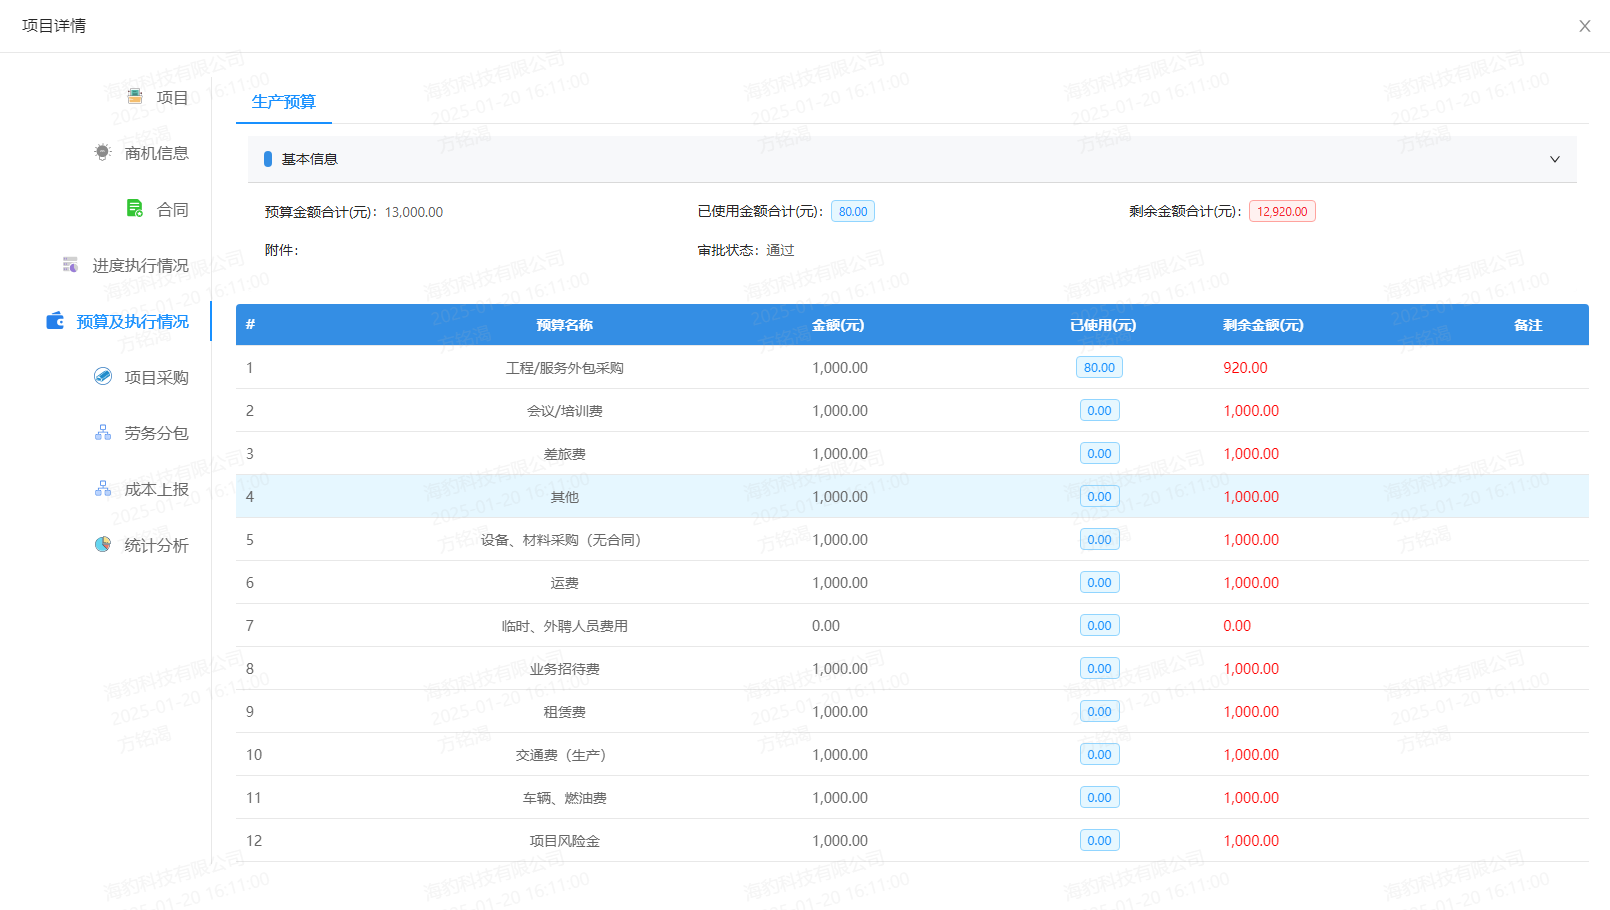 项目详情
项目
商机信息
合同
进度执行情况
预算及执行情况
项目采购
劳务分包
成本上报
统计分析
生产预算
基本信息
预算金额合计(元): 13,000.00 已使用金额合计(元): 80.00 剩余金额合计(元): 12,920.00
附件: 审批状态: 通过
# 预算名称 金额(元) 已使用(元) 剩余金额(元) 备注
1 工程/服务外包采购 1,000.00 80.00 920.00
2 会议/培训费 1,000.00 0.00 1,000.00
3 差旅费 1,000.00 0.00 1,000.00
4 其他 1,000.00 0.00 1,000.00
5 设备、材料采购（无合同） 1,000.00 0.00 1,000.00
6 运费 1,000.00 0.00 1,000.00
7 临时、外聘人员费用 0.00 0.00 0.00
8 业务招待费 1,000.00 0.00 1,000.00
9 租赁费 1,000.00 0.00 1,000.00
10 交通费（生产） 1,000.00 0.00 1,000.00
11 车辆、燃油费 1,000.00 0.00 1,000.00
12 项目风险金 1,000.00 0.00 1,000.00
海豹科技有限公司
2025-01-20 16:11:00